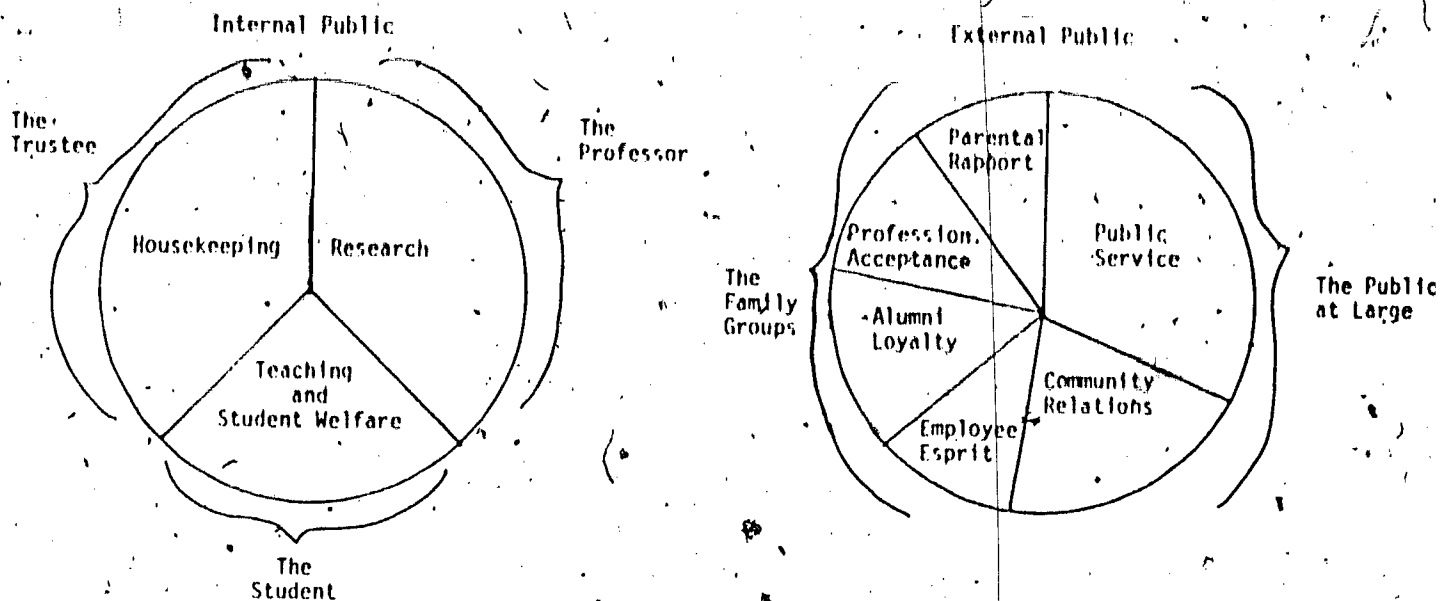 Internal Public
The
Trustee
The
Professor
Housekeeping
Research
Teaching
and
Student Welfare
The
Student
External Public
Parental
Rapport
Profession.
Acceptance
Public
Service
The
Family
Groups
Alumni
Loyalty
The Public
at Large
Community
Relations
Employee
Esprit